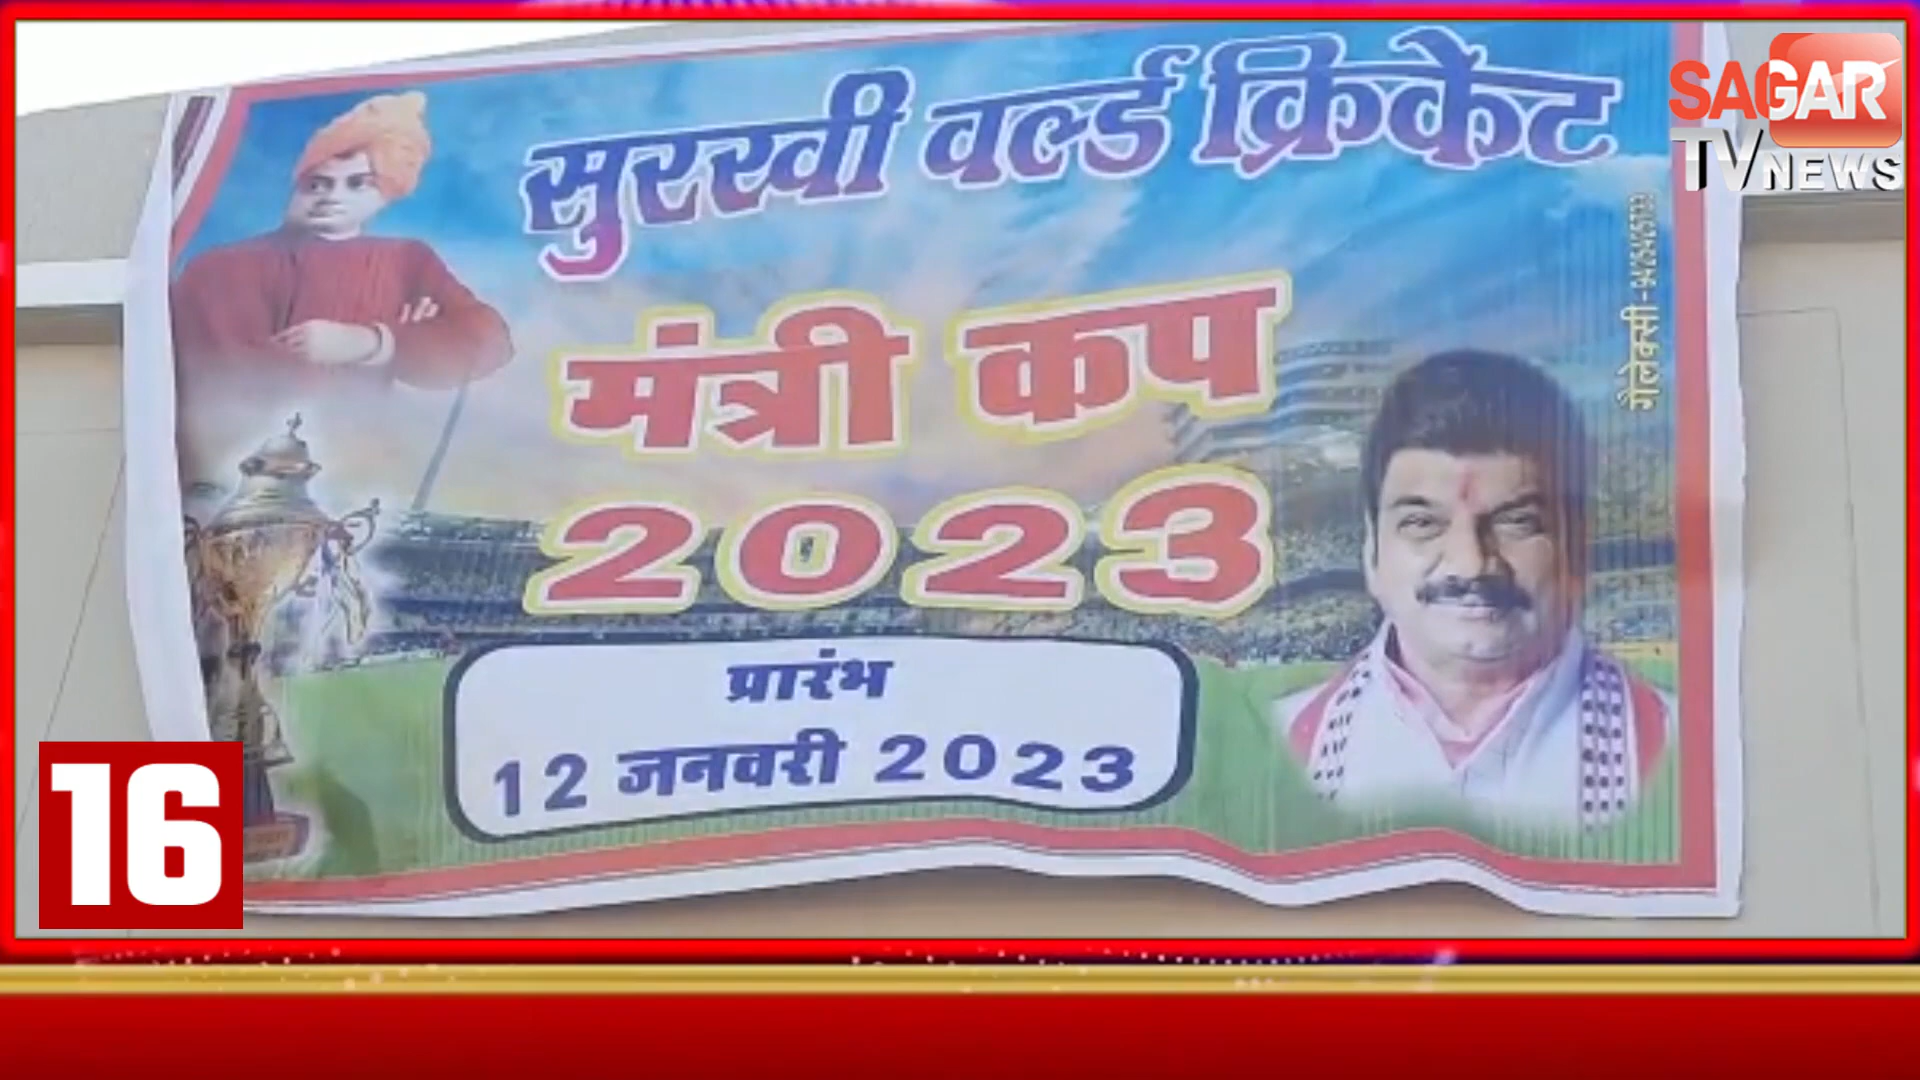 सुरखी वर्ल्ड क्रिकेट
मंत्री कप
2023
प्रारंभ
12 जनवरी 2023
गैलेक्सी
SAGAR
TV NEWS
16